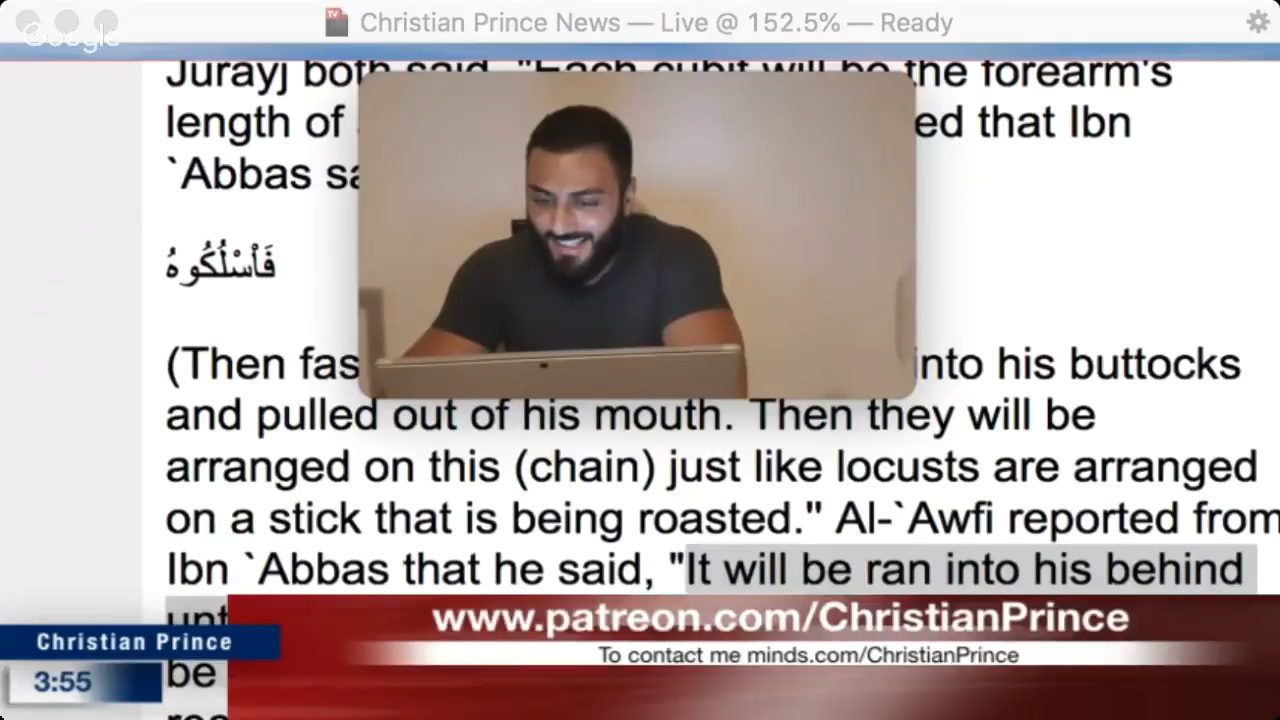 Christian Prince News — Live @ 152.5% — Ready
Google
Jurayj both said, "Each cubit will be the forearm's
length of ed that Ibn
`Abbas sa
فَاسْلُكُوهُ
(Then fas into his buttocks
and pulled out of his mouth. Then they will be
arranged on this (chain) just like locusts are arranged
on a stick that is being roasted." Al-`Awfi reported from
Ibn `Abbas that he said, "It will be ran into his behind
unt
be
www.patreon.com/ChristianPrince
To contact me minds.com/ChristianPrince
Christian Prince
3:55